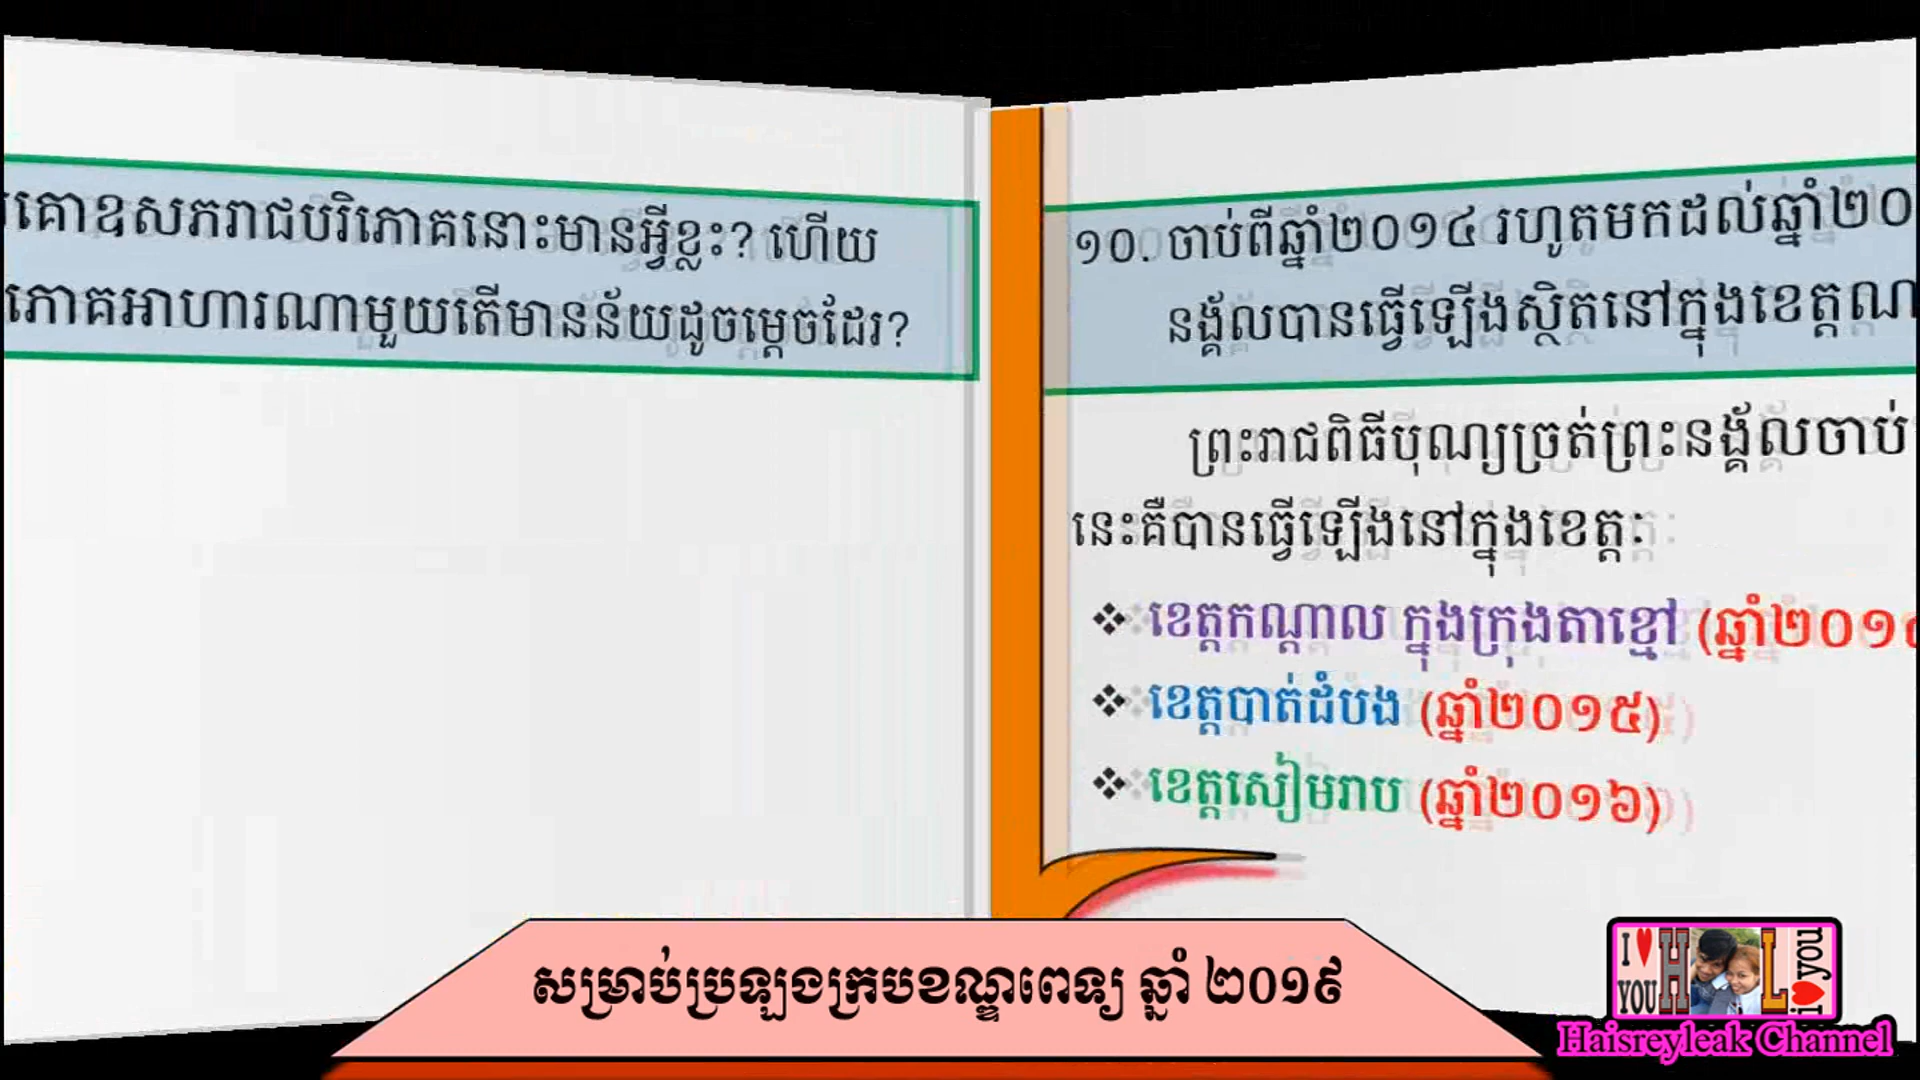 គោឧសភរាជបរិភោគនោះមានអ្វីខ្លះ? ហើយ
ភោគអាហារណាមួយតើមានន័យដូចម្តេចដែរ?
១០. ចាប់ពីឆ្នាំ២០១៤ រហូតមកដល់ឆ្នាំ២០
នង្គ័លបានធ្វើឡើងស្ថិតនៅក្នុងខេត្តណា
ព្រះរាជពិធីបុណ្យច្រត់ព្រះនង្គ័លចាប់
នេះគឺបានធ្វើឡើងនៅក្នុងខេត្តៈ
❖ ខេត្តកណ្តាល ក្នុងក្រុងតាខ្មៅ (ឆ្នាំ២០១
❖ ខេត្តបាត់ដំបង (ឆ្នាំ២០១៥)
❖ ខេត្តសៀមរាប (ឆ្នាំ២០១៦)
សម្រាប់ប្រឡងក្របខណ្ឌពេទ្យ ឆ្នាំ ២០១៩
I ♥ YOU H L i ♥ you
Haisreyleak Channel